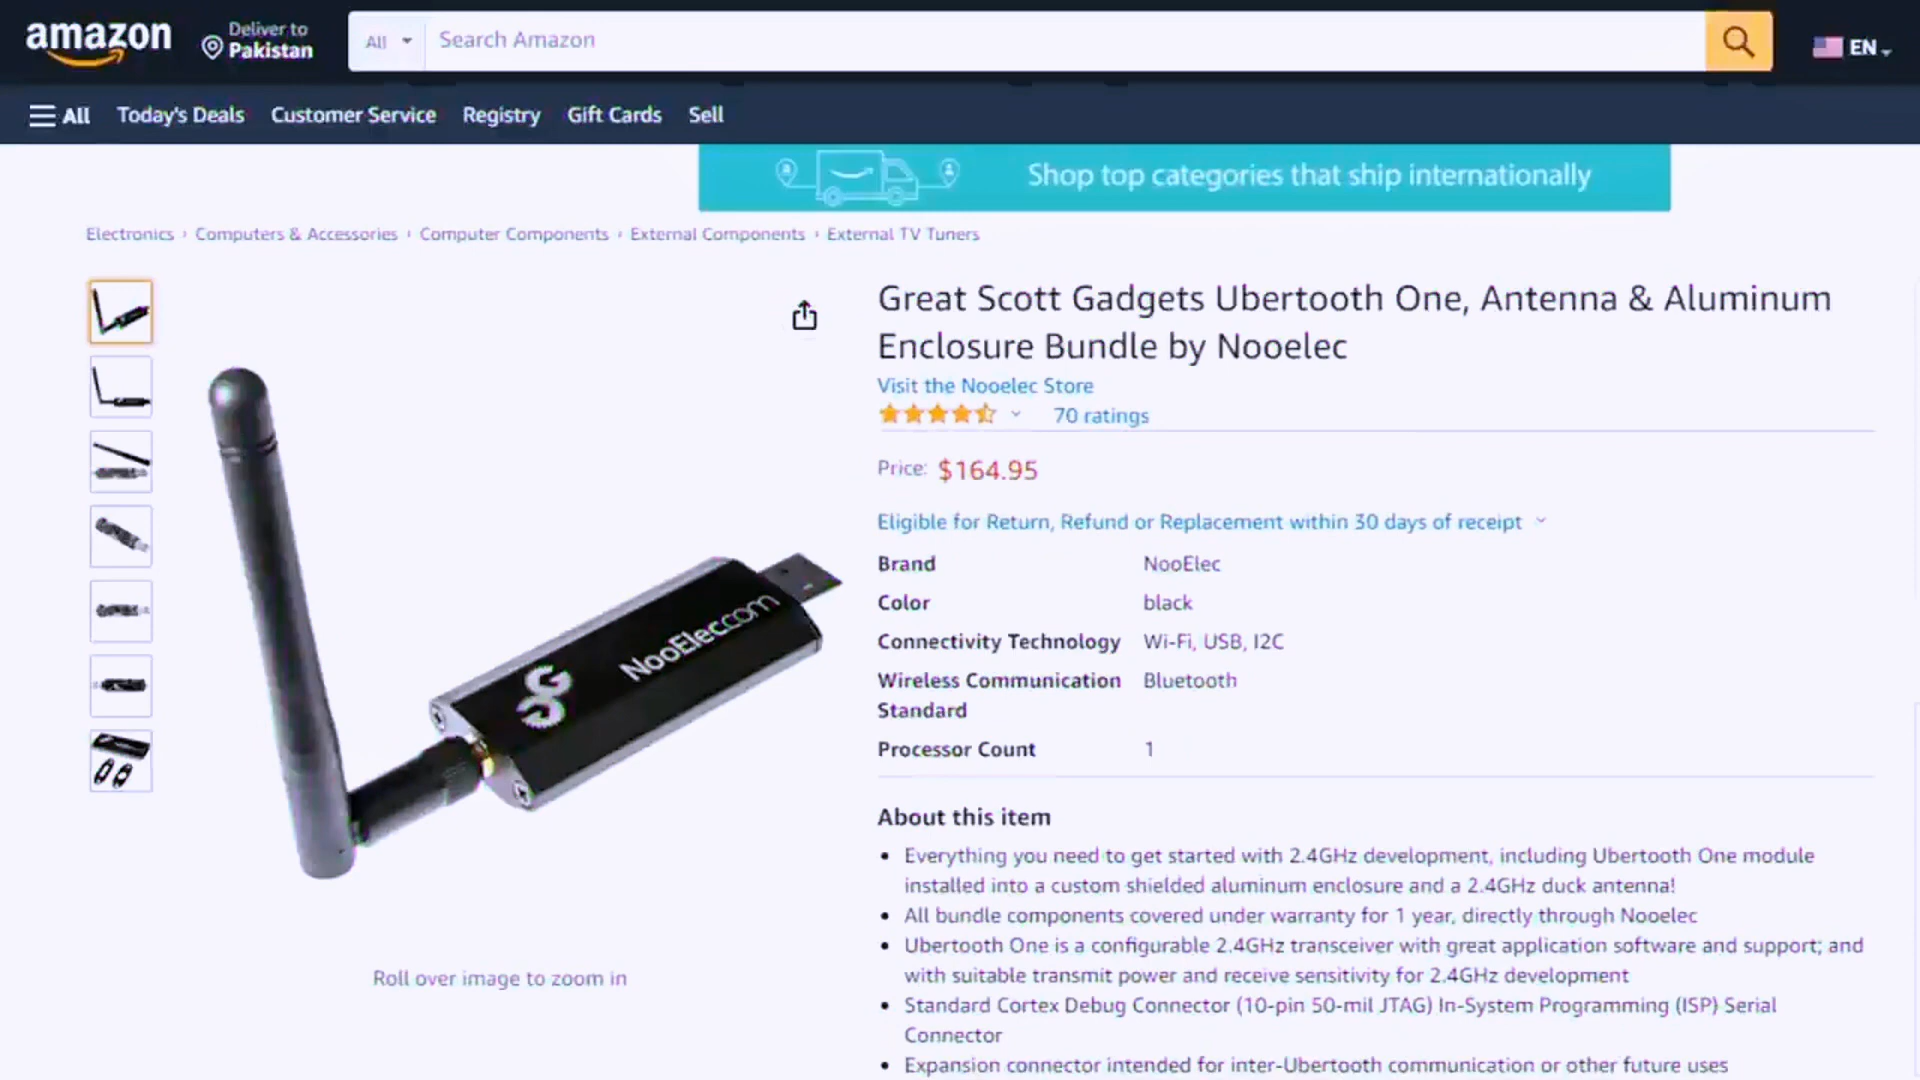 amazon
Deliver to
Pakistan
All
Search Amazon
EN
All
Today's Deals
Customer Service
Registry
Gift Cards
Sell
Shop top categories that ship internationally
Electronics › Computers & Accessories › Computer Components › External Components › External TV Tuners
Great Scott Gadgets Ubertooth One, Antenna & Aluminum
Enclosure Bundle by Nooelec
Visit the Nooelec Store
70 ratings
Price: $164.95
Eligible for Return, Refund or Replacement within 30 days of receipt
Brand NooElec
Color black
Connectivity Technology Wi-Fi, USB, I2C
Wireless Communication Bluetooth
Standard
Processor Count 1
NooElec.com
About this item
• Everything you need to get started with 2.4GHz development, including Ubertooth One module
installed into a custom shielded aluminum enclosure and a 2.4GHz duck antenna!
• All bundle components covered under warranty for 1 year, directly through Nooelec
• Ubertooth One is a configurable 2.4GHz transceiver with great application software and support; and
with suitable transmit power and receive sensitivity for 2.4GHz development
• Standard Cortex Debug Connector (10-pin 50-mil JTAG) In-System Programming (ISP) Serial
Connector
• Expansion connector intended for inter-Ubertooth communication or other future uses
Roll over image to zoom in